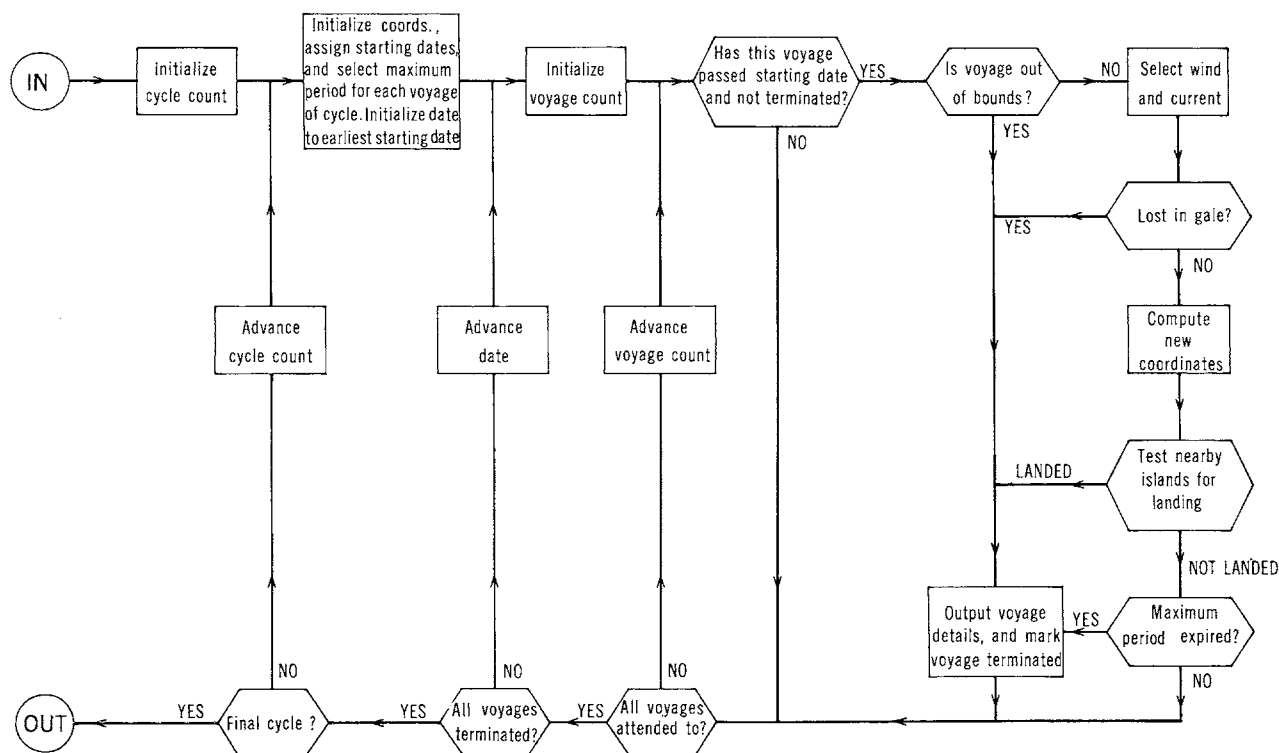 IN
Initialize
cycle count
Initialize coords.,
assign starting dates,
and select maximum
period for each voyage
of cycle. Initialize date
to earliest starting date
Initialize
voyage count
Has this voyage
passed starting date
and not terminated?
YES
NO
Is voyage out
of bounds?
NO
YES
Select wind
and current
Lost in gale?
YES
NO
Advance
cycle count
Advance
date
Advance
voyage count
Compute
new
coordinates
Test nearby
islands for
landing
LANDED
NOT LANDED
Output voyage
details, and mark
voyage terminated
YES
Maximum
period expired?
NO
NO
NO
NO
OUT
YES
Final cycle ?
YES
All voyages
terminated?
YES
All voyages
attended to?